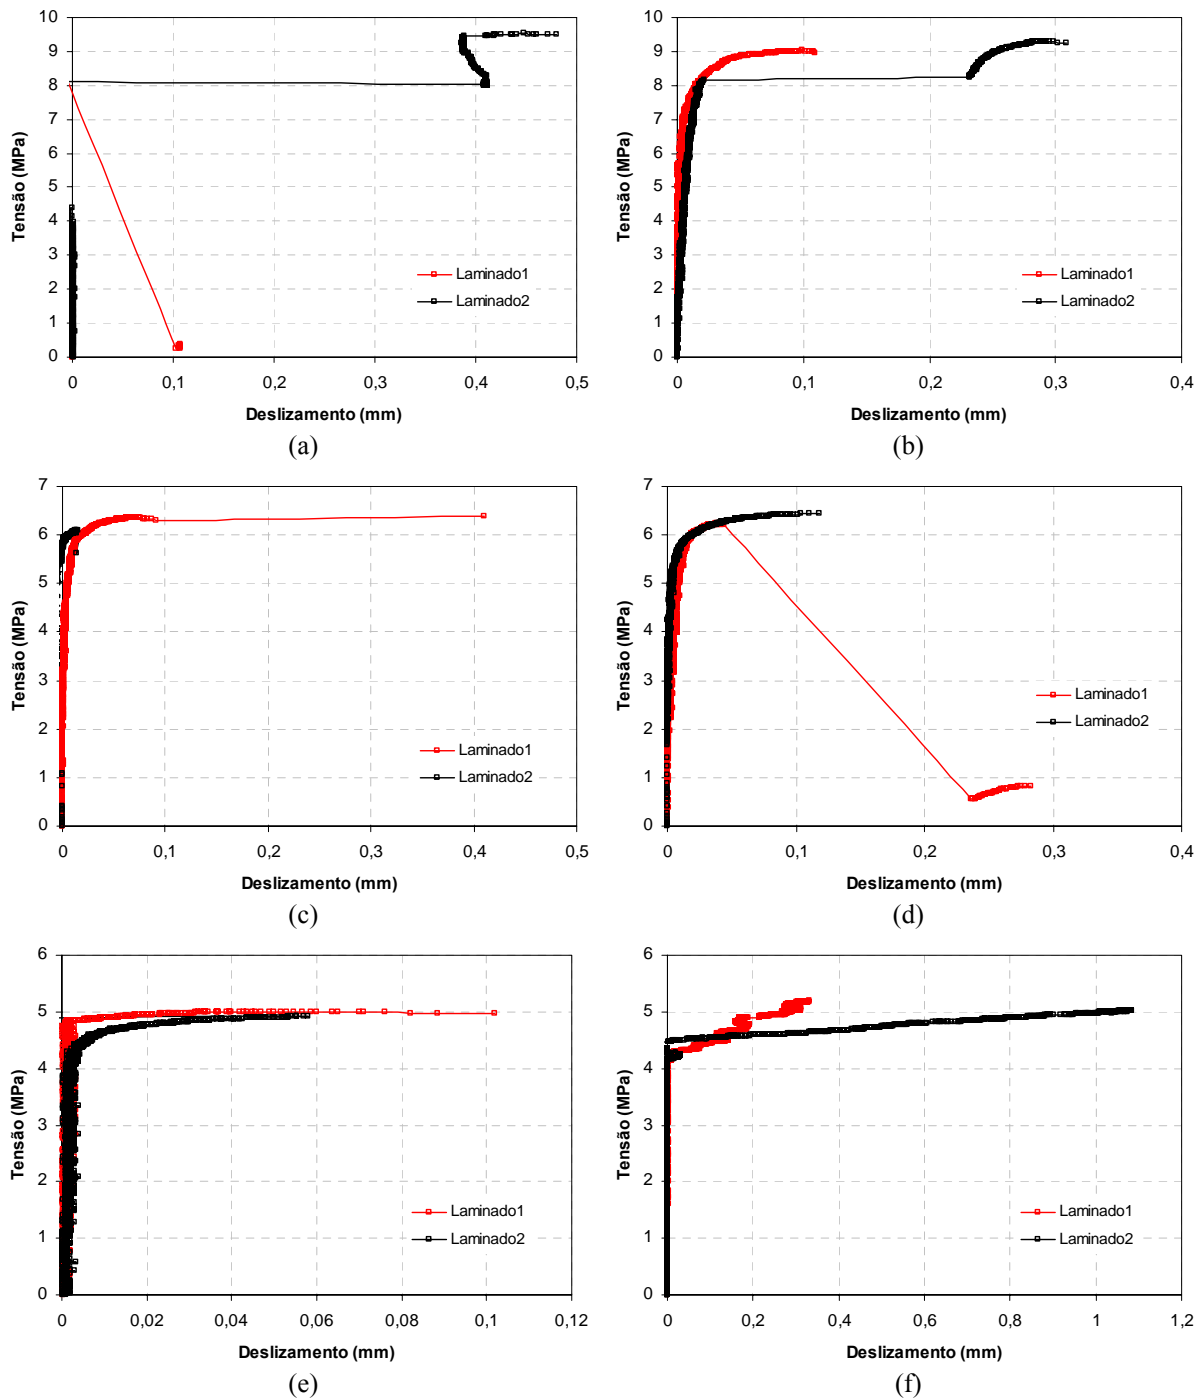 10
9
8
7
6
5
4
3
2
1
0
Tensão (MPa)
Laminado1
Laminado2
0 0,1 0,2 0,3 0,4 0,5
Deslizamento (mm)
(a)
10
9
8
7
6
5
4
3
2
1
0
Tensão (MPa)
Laminado1
Laminado2
0 0,1 0,2 0,3 0,4
Deslizamento (mm)
(b)
7
6
5
4
3
2
1
0
Tensão (MPa)
Laminado1
Laminado2
0 0,1 0,2 0,3 0,4 0,5
Deslizamento (mm)
(c)
7
6
5
4
3
2
1
0
Tensão (MPa)
Laminado1
Laminado2
0 0,1 0,2 0,3 0,4
Deslizamento (mm)
(d)
6
5
4
3
2
1
0
Tensão (MPa)
Laminado1
Laminado2
0 0,02 0,04 0,06 0,08 0,1 0,12
Deslizamento (mm)
(e)
6
5
4
3
2
1
0
Tensão (MPa)
Laminado1
Laminado2
0 0,2 0,4 0,6 0,8 1 1,2
Deslizamento (mm)
(f)